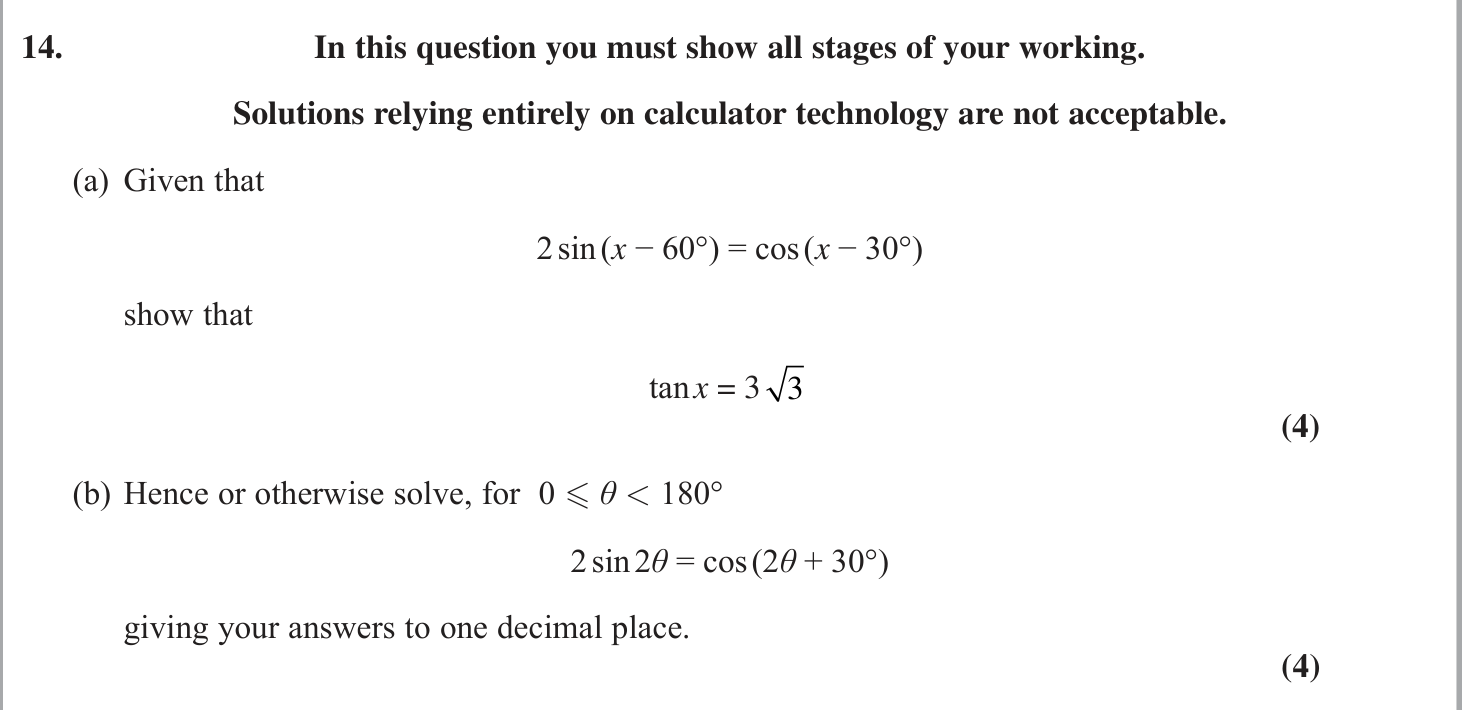 14. In this question you must show all stages of your working.
Solutions relying entirely on calculator technology are not acceptable.
(a) Given that
2 sin (x − 60°) = cos (x − 30°)
show that
tan x = 3√3
(4)
(b) Hence or otherwise solve, for 0 ⩽ θ < 180°
2 sin 2θ = cos (2θ + 30°)
giving your answers to one decimal place.
(4)